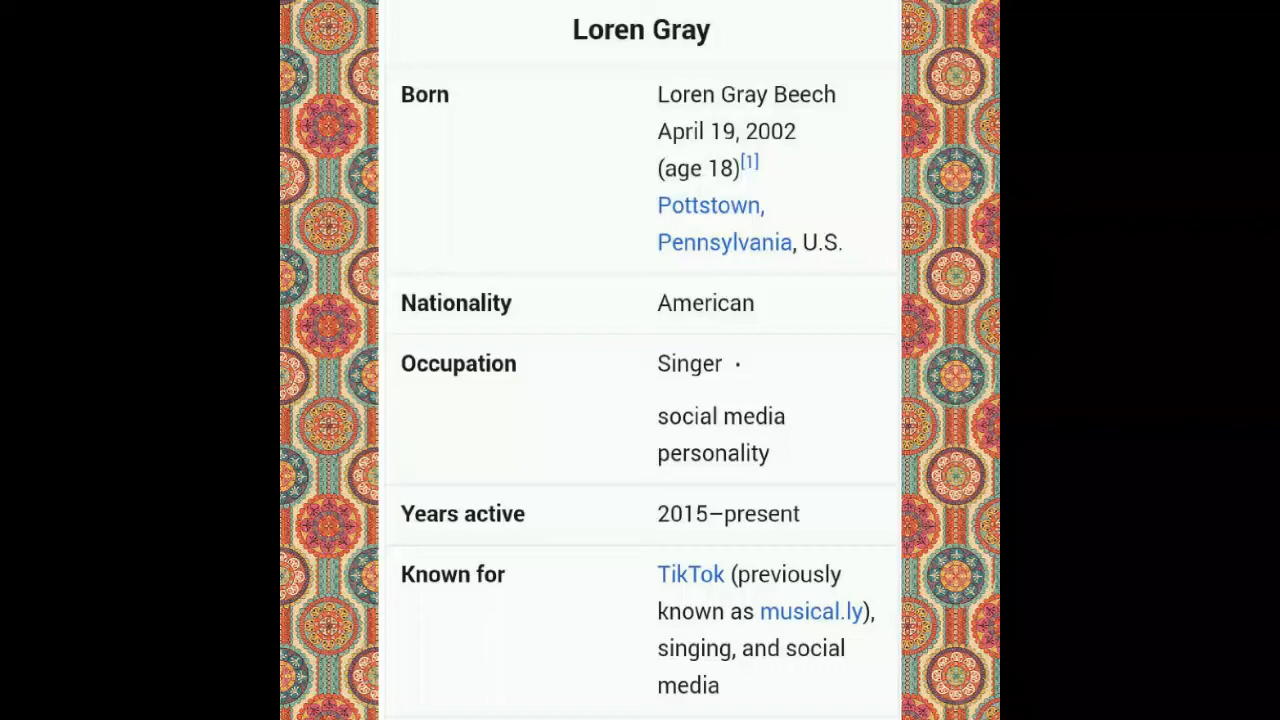 Loren Gray
Born
Loren Gray Beech
April 19, 2002
(age 18)[1]
Pottstown,
Pennsylvania, U.S.
Nationality
American
Occupation
Singer ·
social media
personality
Years active
2015–present
Known for
TikTok (previously
known as musical.ly),
singing, and social
media